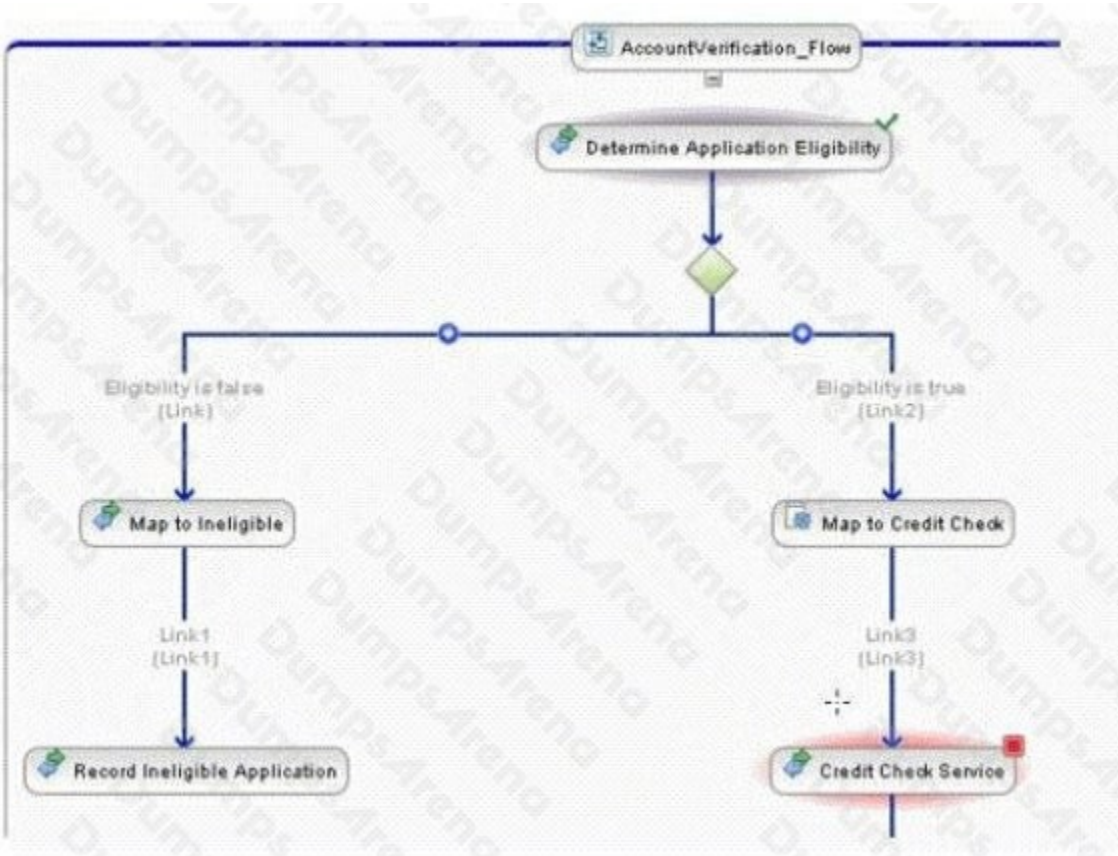 AccountVerification_Flow
Determine Application Eligibility
Eligibility is false
(Link)
Eligibility is true
(Link2)
Map to Ineligible
Map to Credit Check
Link1
(Link1)
Link3
(Link3)
Record Ineligible Application
Credit Check Service
DumpsArena